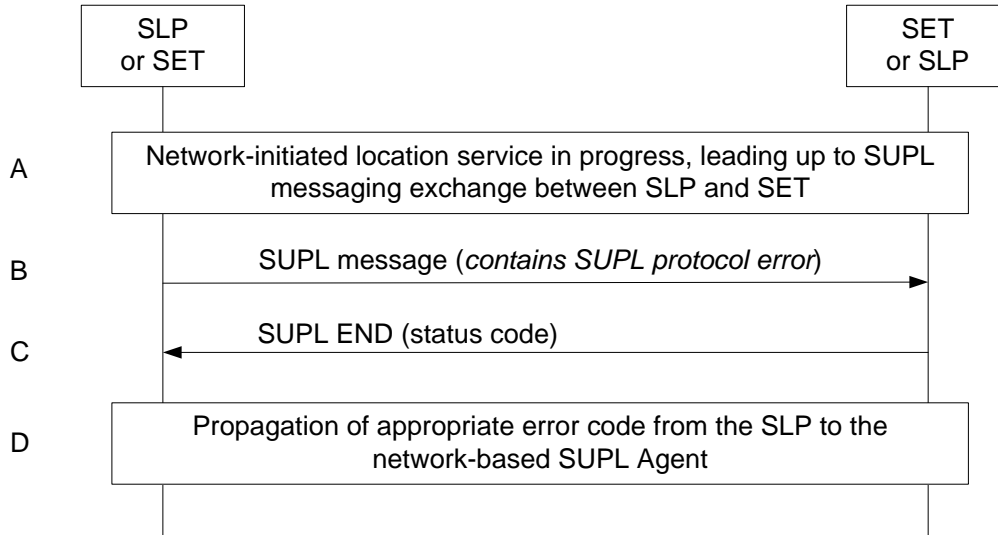 SLP
or SET
SET
or SLP
A
Network-initiated location service in progress, leading up to SUPL
messaging exchange between SLP and SET
B
SUPL message (contains SUPL protocol error)
C
SUPL END (status code)
D
Propagation of appropriate error code from the SLP to the
network-based SUPL Agent